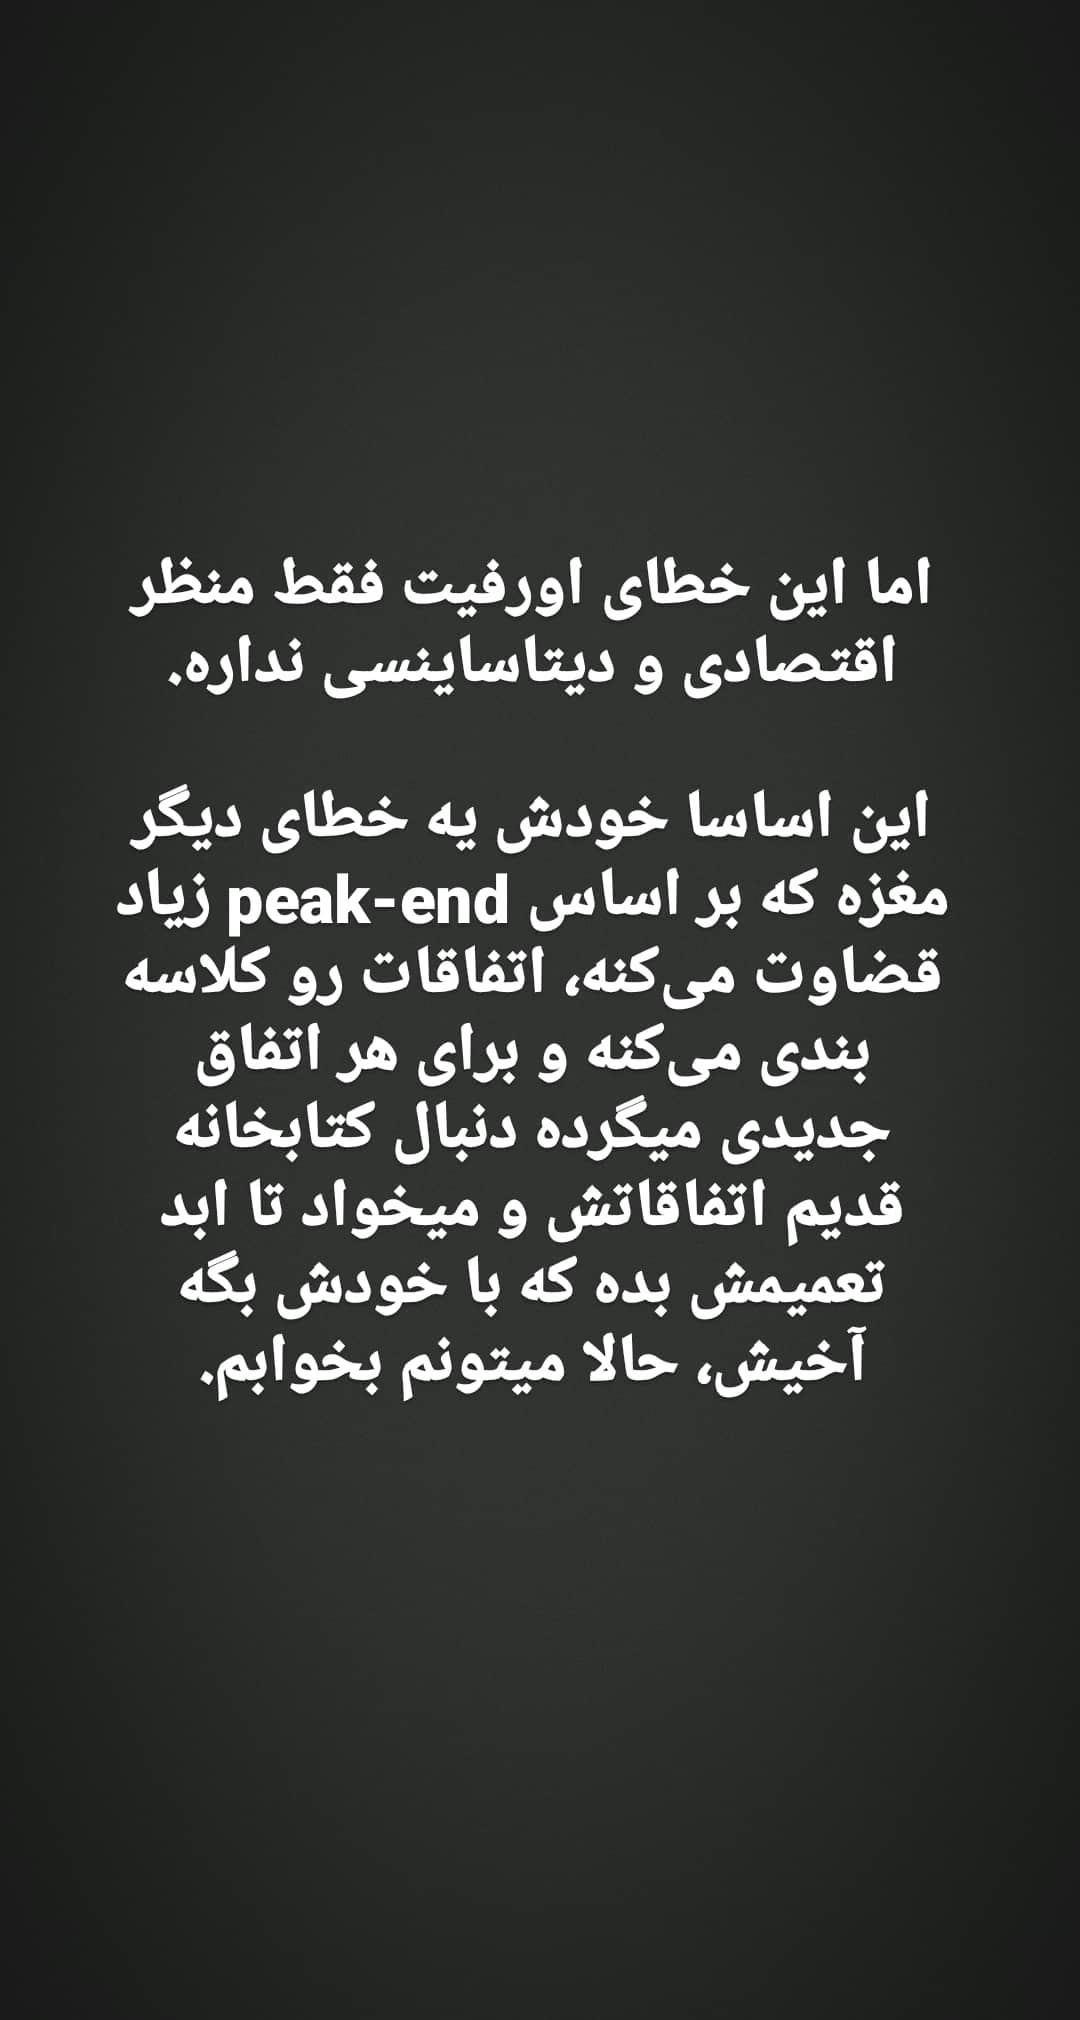 اما این خطای اورفیت فقط منظر
اقتصادی و دیتاساینسی نداره.
این اساسا خودش یه خطای دیگر
مغزه که بر اساس peak-end زیاد
قضاوت می‌کنه، اتفاقات رو کلاسه
بندی می‌کنه و برای هر اتفاق
جدیدی میگرده دنبال کتابخانه
قدیم اتفاقاتش و میخواد تا ابد
تعمیمش بده که با خودش بگه
آخیش، حالا میتونم بخوابم.